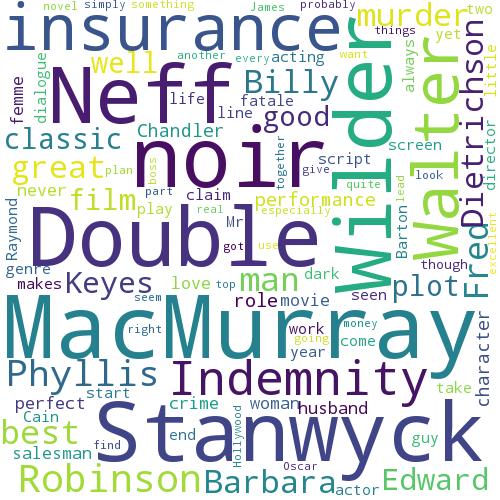 novel simply something James probably
insurance murder two
things
another every acting want
femme dialogue well Billy always yet little
Neff life line good
fatale
Wilder Walter Dietrichson
classic Chandler script screen director
great never plan boss noir claim together give quite
film part performance Barton lead look excellent
Raymond play real especially Mr
Double got use though Fred
genre Keyes man dark plot
makes love seen
role movie
seem top
MacMurray
right work money
year going come character
Phyllis Indemnity
start take
perfect Cain crime woman husband
best end find Hollywood guy
Stanwyck
salesman Oscar
Robinson Barbara actor Edward